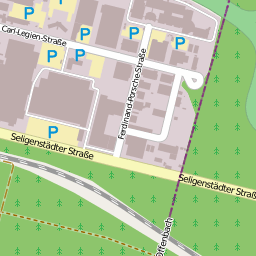 P
P
P
Carl-Legien-Straße
P
P
P
P
Ferdinand-Porsche-Straße
P
Seligenstädter Straße
Seligenstädter Straß
Offenbach